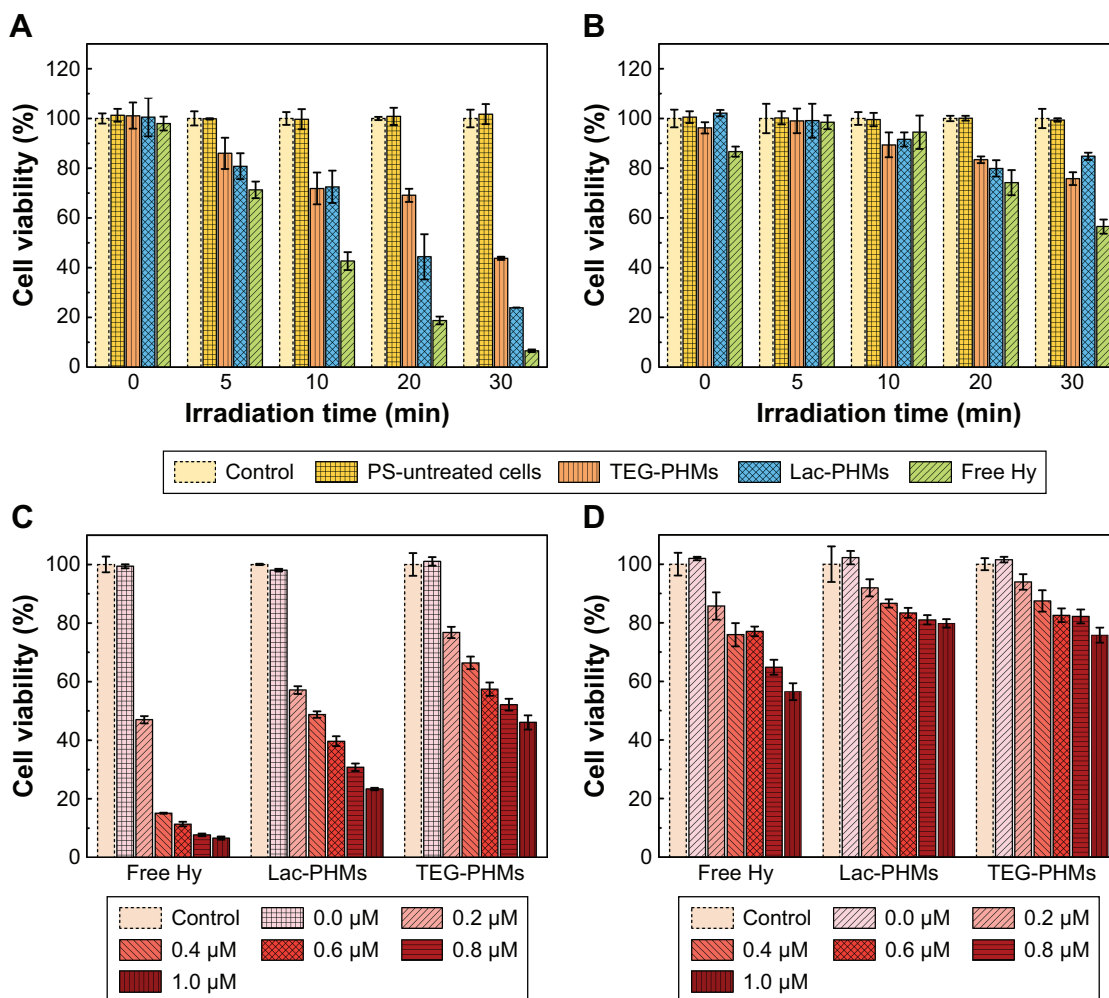 A
B
120
100
80
60
40
20
0
Cell viability (%)
0 5 10 20 30
Irradiation time (min)
120
100
80
60
40
20
0
Cell viability (%)
0 5 10 20 30
Irradiation time (min)
Control PS-untreated cells TEG-PHMs Lac-PHMs Free Hy
C
D
100
80
60
40
20
0
Cell viability (%)
Free Hy Lac-PHMs TEG-PHMs
Control 0.0 µM 0.2 µM
0.4 µM 0.6 µM 0.8 µM
1.0 µM
100
80
60
40
20
0
Cell viability (%)
Free Hy Lac-PHMs TEG-PHMs
Control 0.0 µM 0.2 µM
0.4 µM 0.6 µM 0.8 µM
1.0 µM